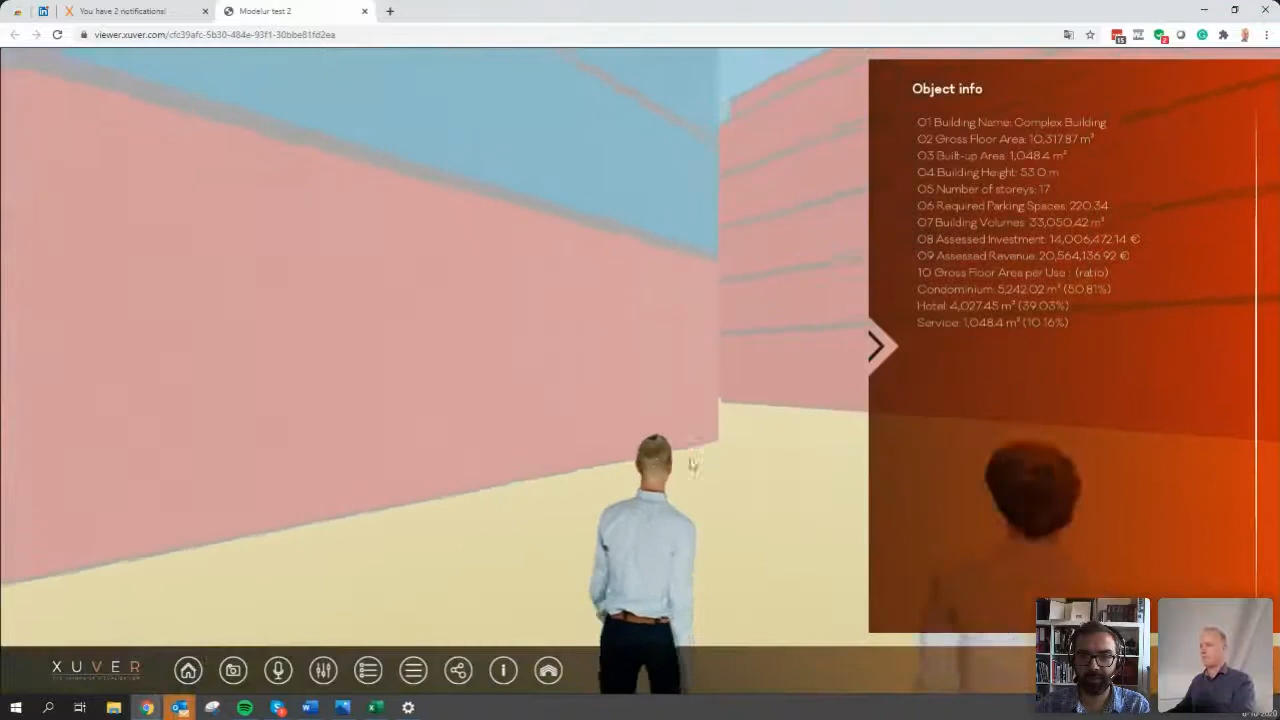 You have 2 notifications!
Modelur test 2
viewer.xuver.com/cfc39afc-5b30-484e-93f1-30bbe81fd2ea
Object info
01 Building Name: Complex Building
02 Gross Floor Area: 10,317.87 m²
03 Built-up Area: 1,048.4 m²
04 Building Height: 53.0 m
05 Number of storeys: 17
06 Required Parking Spaces: 220.34
07 Building Volumes: 33,050.42 m³
08 Assessed Investment: 14,006,472.14 €
09 Assessed Revenue: 20,564,136.92 €
10 Gross Floor Area per Use : (ratio)
Condominium: 5,242.02 m² (50.81%)
Hotel: 4,027.45 m² (39.03%)
Service: 1,048.4 m² (10.16%)
XUVER